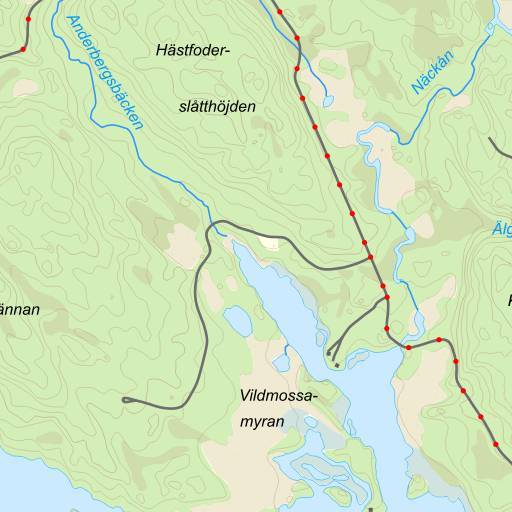 Anderbergsbäcken
Hästfoder-
slåtthöjden
Näckån
Älg
ännan
Vildmossa-
myran